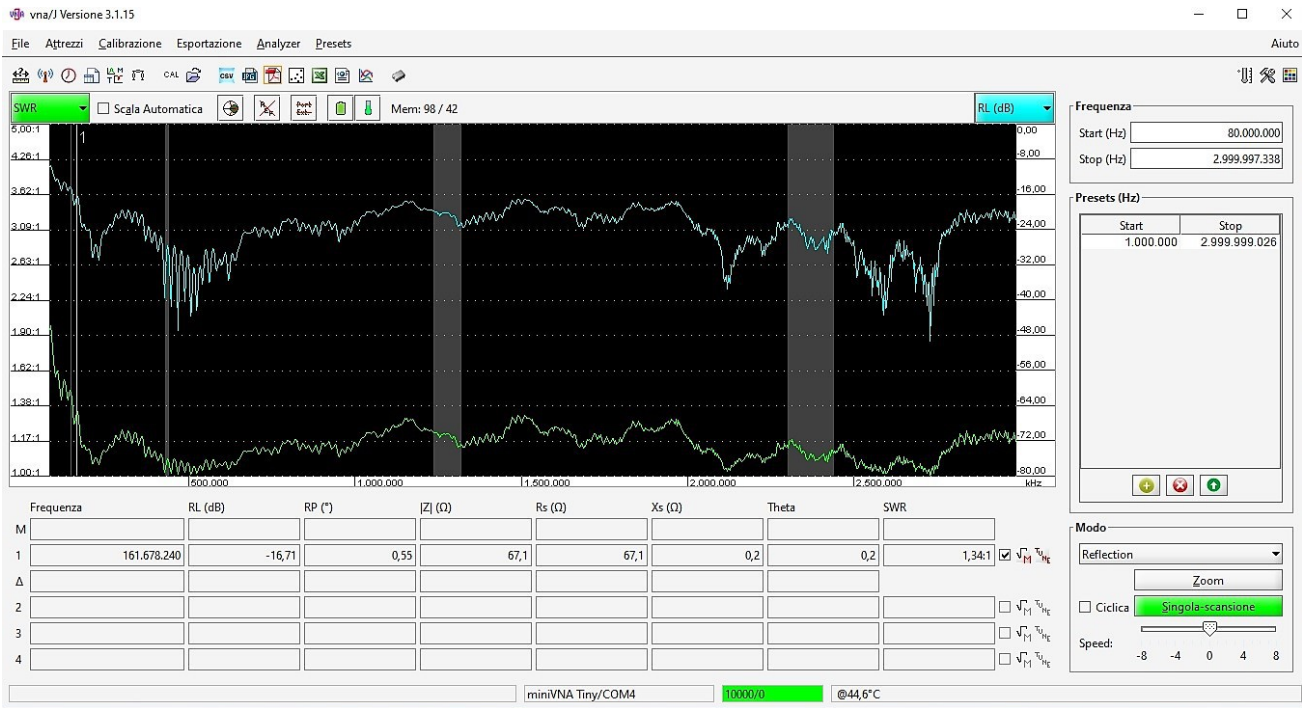 vna/J Versione 3.1.15
File Attrezzi Calibrazione Esportazione Analyzer Presets Aiuto
CAL CSV
SWR Scala Automatica Port Extr. Mem: 98 / 42 RL (dB)
5,00:1 1 0,00
4.26:1 -8,00
3.62:1 -16,00
3.09:1 -24,00
2.63:1 -32,00
2.24:1 -40,00
1.90:1 -48,00
1.62:1 -56,00
1.38:1 -64,00
1.17:1 -72,00
1.00:1 -80,00
500.000 1.000.000 1.500.000 2.000.000 2.500.000 kHz
Frequenza RL (dB) RP (°) |Z| (Ω) Rs (Ω) Xs (Ω) Theta SWR
M
1 161.678.240 -16,71 0,55 67,1 67,1 0,2 0,2 1,34:1 M TUNE
Δ
2 M TUNE
3 M TUNE
4 M TUNE
miniVNA Tiny/COM4 10000/0 @44,6°C
Frequenza
Start (Hz) 80.000.000
Stop (Hz) 2.999.997.338
Presets (Hz)
Start Stop
1.000.000 2.999.999.026
Modo
Reflection
Zoom
Ciclica Singola-scansione
Speed:
-8 -4 0 4 8